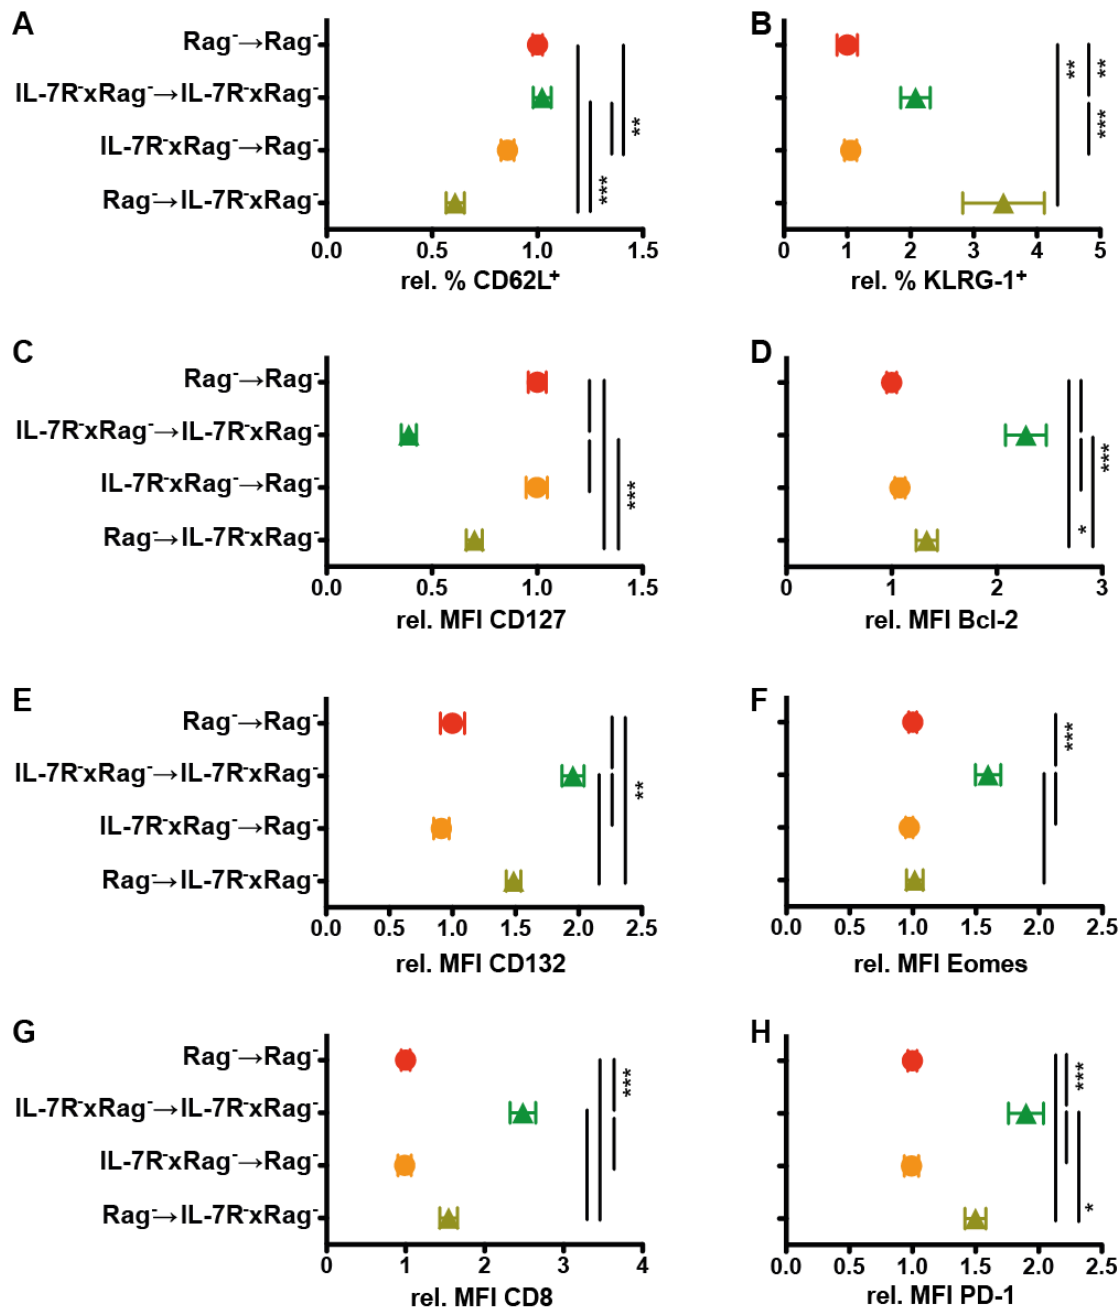 A
B
Rag⁻→Rag⁻
IL-7R⁻xRag⁻→IL-7R⁻xRag⁻
IL-7R⁻xRag⁻→Rag⁻
Rag⁻→IL-7R⁻xRag⁻
** *** ** ** ***
0.0 0.5 1.0 1.5
0 1 2 3 4 5
rel. % CD62L⁺
rel. % KLRG-1⁺
C
D
Rag⁻→Rag⁻
IL-7R⁻xRag⁻→IL-7R⁻xRag⁻
IL-7R⁻xRag⁻→Rag⁻
Rag⁻→IL-7R⁻xRag⁻
*** *** *
0.0 0.5 1.0 1.5
0 1 2 3
rel. MFI CD127
rel. MFI Bcl-2
E
F
Rag⁻→Rag⁻
IL-7R⁻xRag⁻→IL-7R⁻xRag⁻
IL-7R⁻xRag⁻→Rag⁻
Rag⁻→IL-7R⁻xRag⁻
** ***
0.0 0.5 1.0 1.5 2.0 2.5
0.0 0.5 1.0 1.5 2.0 2.5
rel. MFI CD132
rel. MFI Eomes
G
H
Rag⁻→Rag⁻
IL-7R⁻xRag⁻→IL-7R⁻xRag⁻
IL-7R⁻xRag⁻→Rag⁻
Rag⁻→IL-7R⁻xRag⁻
*** *** *
0 1 2 3 4
0.0 0.5 1.0 1.5 2.0 2.5
rel. MFI CD8
rel. MFI PD-1